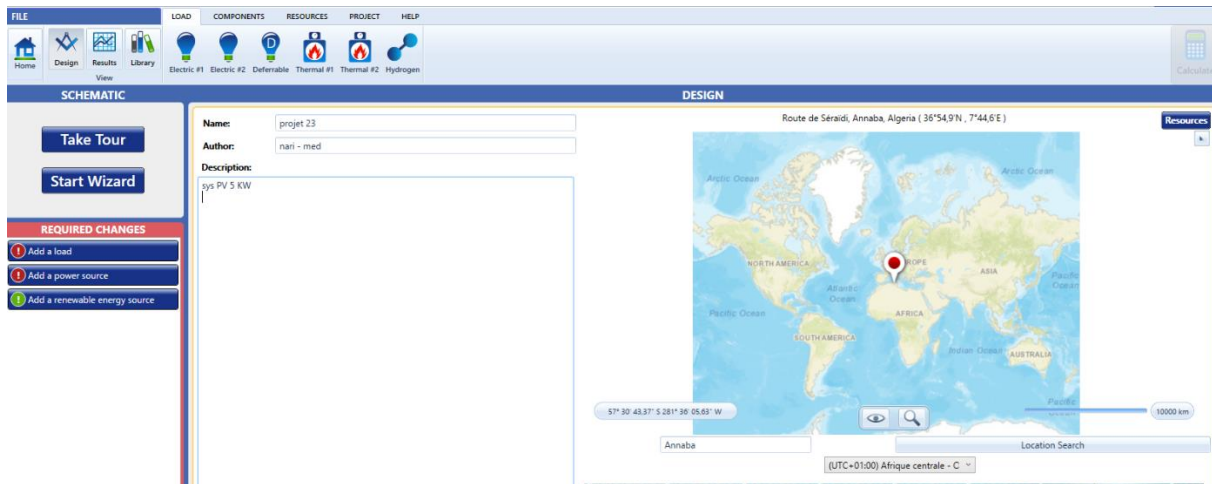 FILE
LOAD COMPONENTS RESOURCES PROJECT HELP
Home
Design Results Library
View
Electric #1 Electric #2 Deferrable Thermal #1 Thermal #2 Hydrogen
D
Calculate
SCHEMATIC
DESIGN
Take Tour
Start Wizard
REQUIRED CHANGES
Add a load
Add a power source
Add a renewable energy source
Name: projet 23
Author: nari - med
Description:
sys PV 5 KW
Route de Séraïdi, Annaba, Algeria ( 36°54,9'N , 7°44,6'E )
Resources
Arctic Ocean
Arctic Ocean
NORTH AMERICA
ROPE
ASIA
Atlantic
Ocean
Pacific
Ocean
Pacific Ocean
AFRICA
SOUTH AMERICA
Indian Ocean
AUSTRALIA
Pacific
57° 30' 43.37" S 281° 36' 05.63" W
10000 km
Annaba
Location Search
(UTC+01:00) Afrique centrale - O